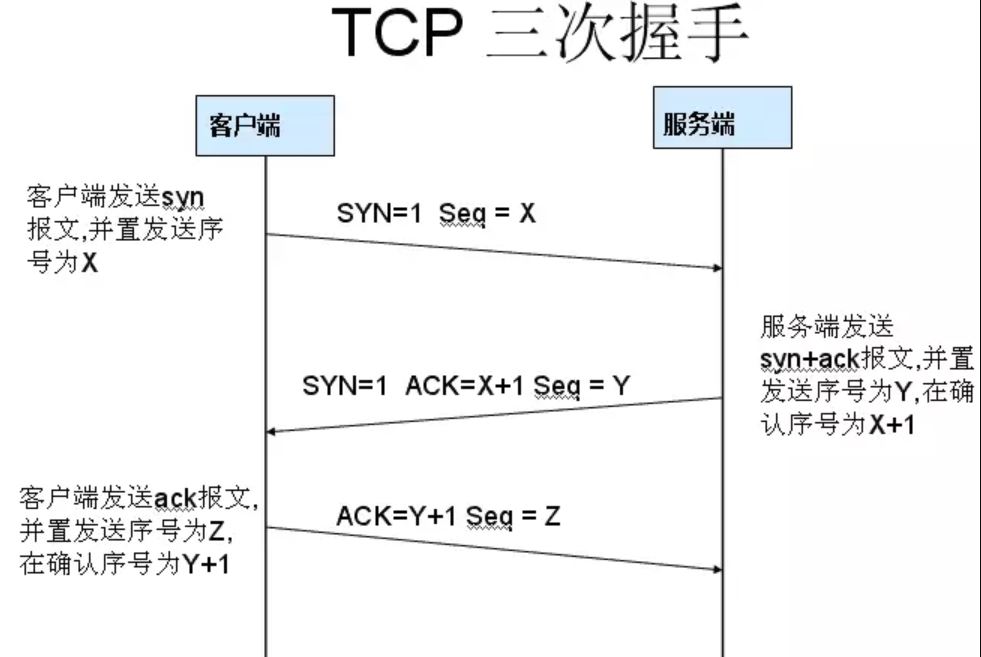 TCP 三次握手
客户端
服务端
客户端发送syn
报文,并置发送序
号为X
SYN=1 Seq = X
服务端发送
syn+ack报文,并置
发送序号为Y,在确
认序号为X+1
SYN=1 ACK=X+1 Seq = Y
客户端发送ack报文,
并置发送序号为Z,
在确认序号为Y+1
ACK=Y+1 Seq = Z